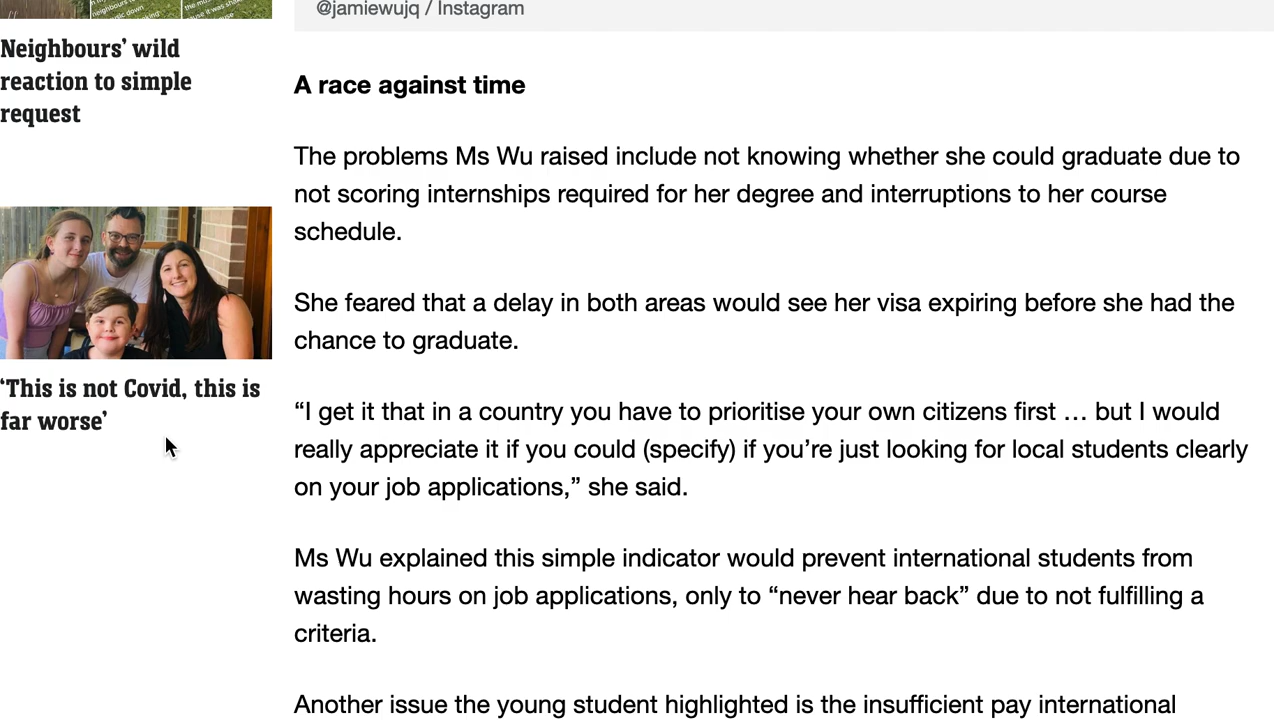 Neighbours’ wild
reaction to simple
request
‘This is not Covid, this is
far worse’
@jamiewujq / Instagram
A race against time
The problems Ms Wu raised include not knowing whether she could graduate due to
not scoring internships required for her degree and interruptions to her course
schedule.
She feared that a delay in both areas would see her visa expiring before she had the
chance to graduate.
“I get it that in a country you have to prioritise your own citizens first … but I would
really appreciate it if you could (specify) if you’re just looking for local students clearly
on your job applications,” she said.
Ms Wu explained this simple indicator would prevent international students from
wasting hours on job applications, only to “never hear back” due to not fulfilling a
criteria.
Another issue the young student highlighted is the insufficient pay international